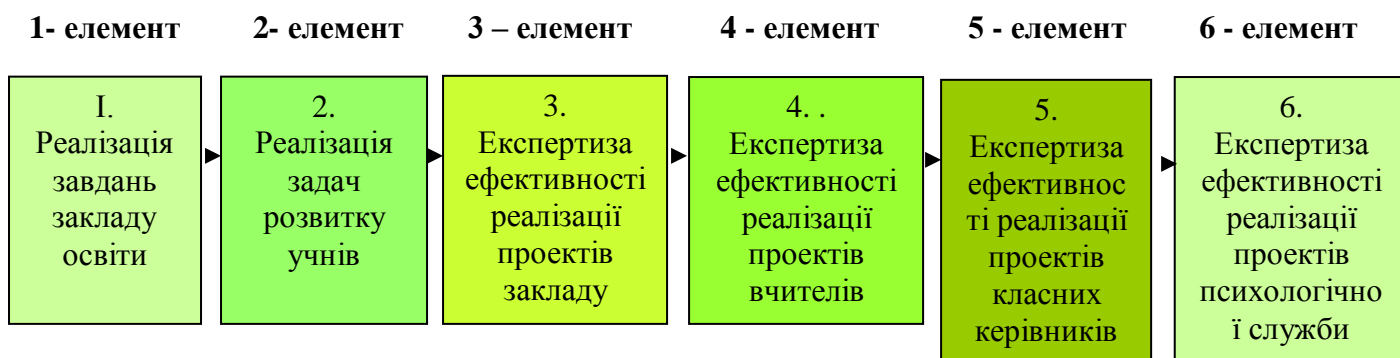 1- елемент
2- елемент
3 – елемент
4 - елемент
5 - елемент
6 - елемент
I.
Реалізація
завдань
закладу
освіти
2.
Реалізація
задач
розвитку
учнів
3.
Експертиза
ефективності
реалізації
проектів
закладу
4. .
Експертиза
ефективності
реалізації
проектів
вчителів
5.
Експертиза
ефективнос
ті реалізації
проектів
класних
керівників
6.
Експертиза
ефективності
реалізації
проектів
психологічно
ї служби